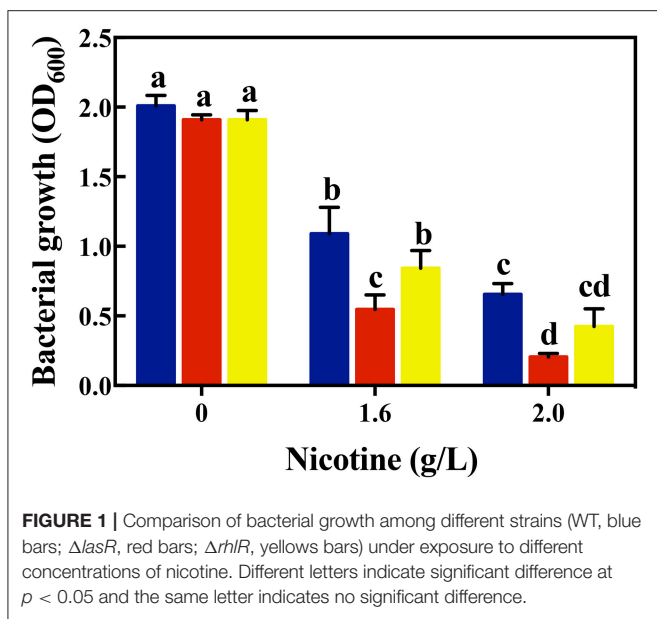 2.5
a
a
a
2.0
1.5
b
b
1.0
c
c
cd
0.5
d
0.0
Bacterial growth (OD600)
0
1.6
2.0
Nicotine (g/L)
FIGURE 1 | Comparison of bacterial growth among different strains (WT, blue
bars; ΔlasR, red bars; ΔrhlR, yellows bars) under exposure to different
concentrations of nicotine. Different letters indicate significant difference at
p < 0.05 and the same letter indicates no significant difference.